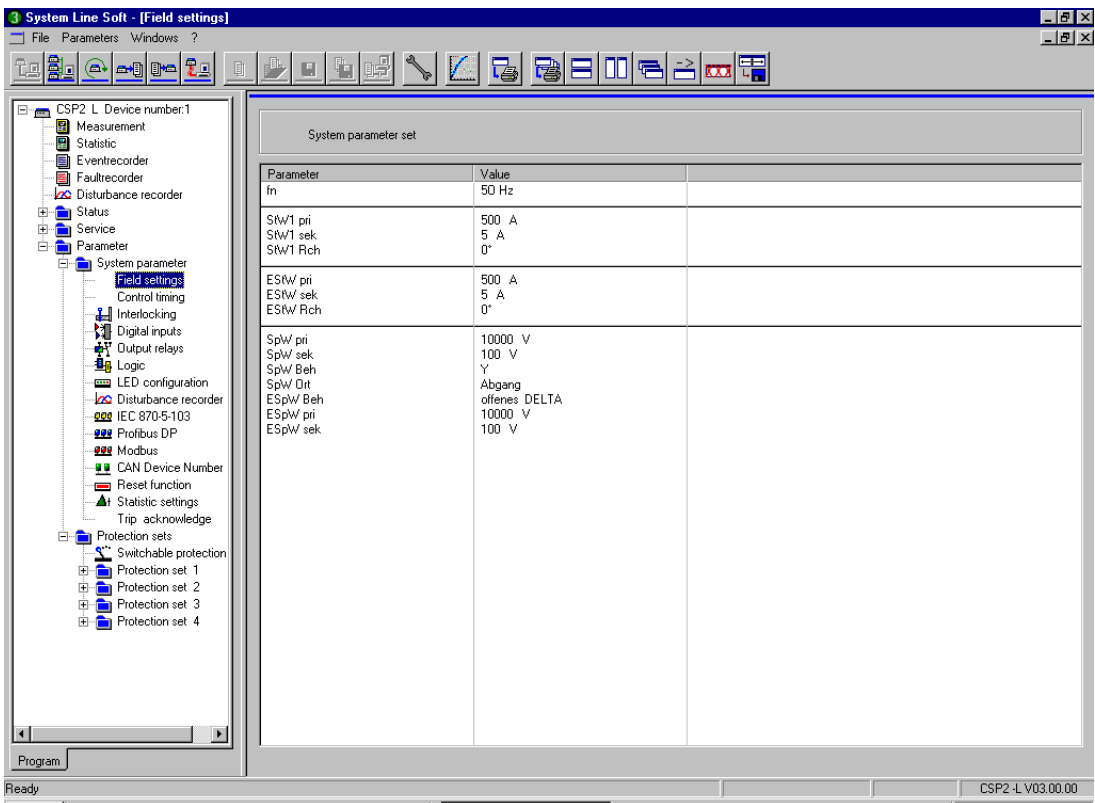 System Line Soft - [Field settings]
File Parameters Windows ?
CSP2 L Device number:1
Measurement
Statistic
Eventrecorder
Faultrecorder
Disturbance recorder
Status
Service
Parameter
System parameter
Field settings
Control timing
Interlocking
Digital inputs
Output relays
Logic
LED configuration
Disturbance recorder
IEC 870-5-103
Profibus DP
Modbus
CAN Device Number
Reset function
Statistic settings
Trip acknowledge
Protection sets
Switchable protection
Protection set 1
Protection set 2
Protection set 3
Protection set 4
Program
System parameter set
Parameter Value
fn 50 Hz
StW1 pri 500 A
StW1 sek 5 A
StW1 Rch 0°
EStW pri 500 A
EStW sek 5 A
EStW Rch 0°
SpW pri 10000 V
SpW sek 100 V
SpW Beh Y
SpW Ort Abgang
ESpW Beh offenes DELTA
ESpW pri 10000 V
ESpW sek 100 V
Ready CSP2 -L V03.00.00